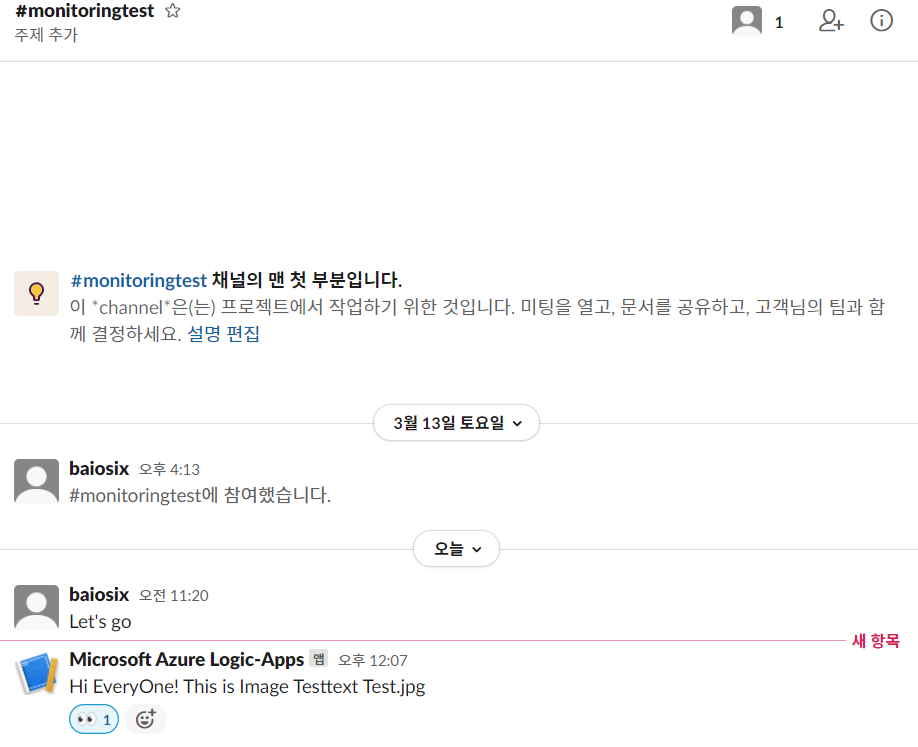 #monitoringtest
주제 추가
1
#monitoringtest 채널의 맨 첫 부분입니다.
이 *channel*은(는) 프로젝트에서 작업하기 위한 것입니다. 미팅을 열고, 문서를 공유하고, 고객님의 팀과 함
께 결정하세요. 설명 편집
3월 13일 토요일
baiosix 오후 4:13
#monitoringtest에 참여했습니다.
오늘
baiosix 오전 11:20
Let's go
새 항목
Microsoft Azure Logic-Apps 앱 오후 12:07
Hi EveryOne! This is Image Testtext Test.jpg
1